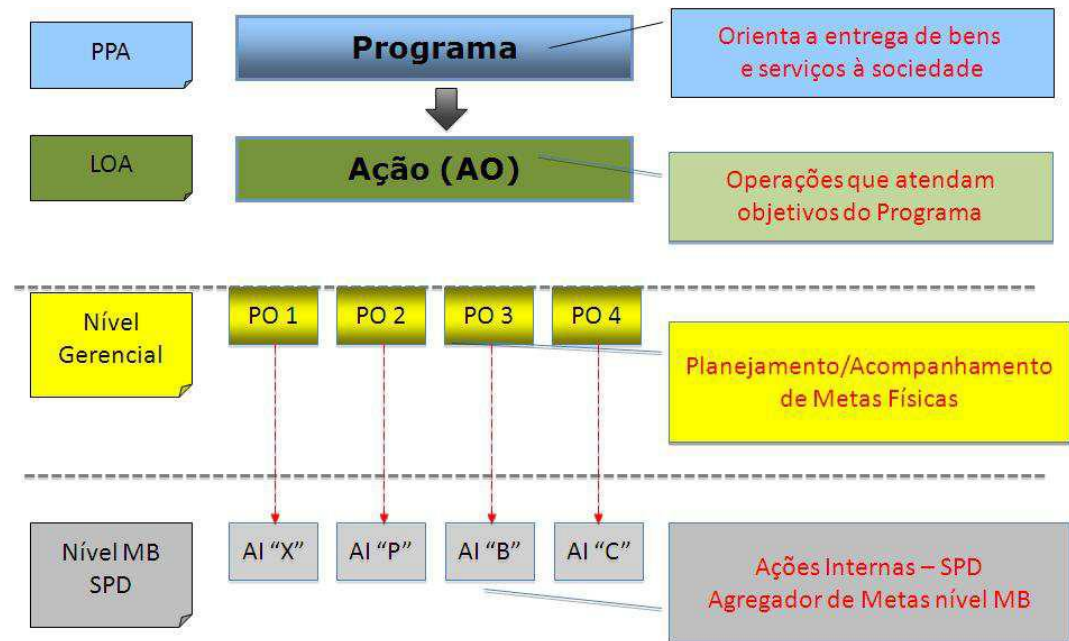 PPA
Programa
Orienta a entrega de bens
e serviços à sociedade
LOA
Ação (AO)
Operações que atendam
objetivos do Programa
Nível
Gerencial
PO 1
PO 2
PO 3
PO 4
Planejamento/Acompanhamento
de Metas Físicas
Nível MB
SPD
AI “X”
AI “P”
AI “B”
AI “C”
Ações Internas – SPD
Agregador de Metas nível MB